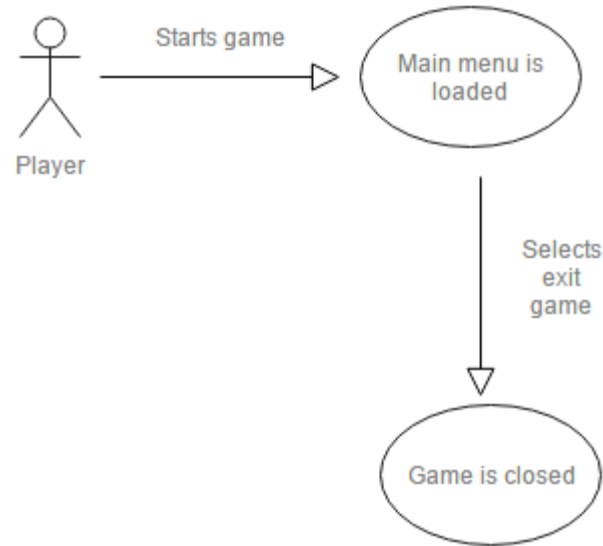 Starts game
Main menu is
loaded
Player
Selects
exit
game
Game is closed